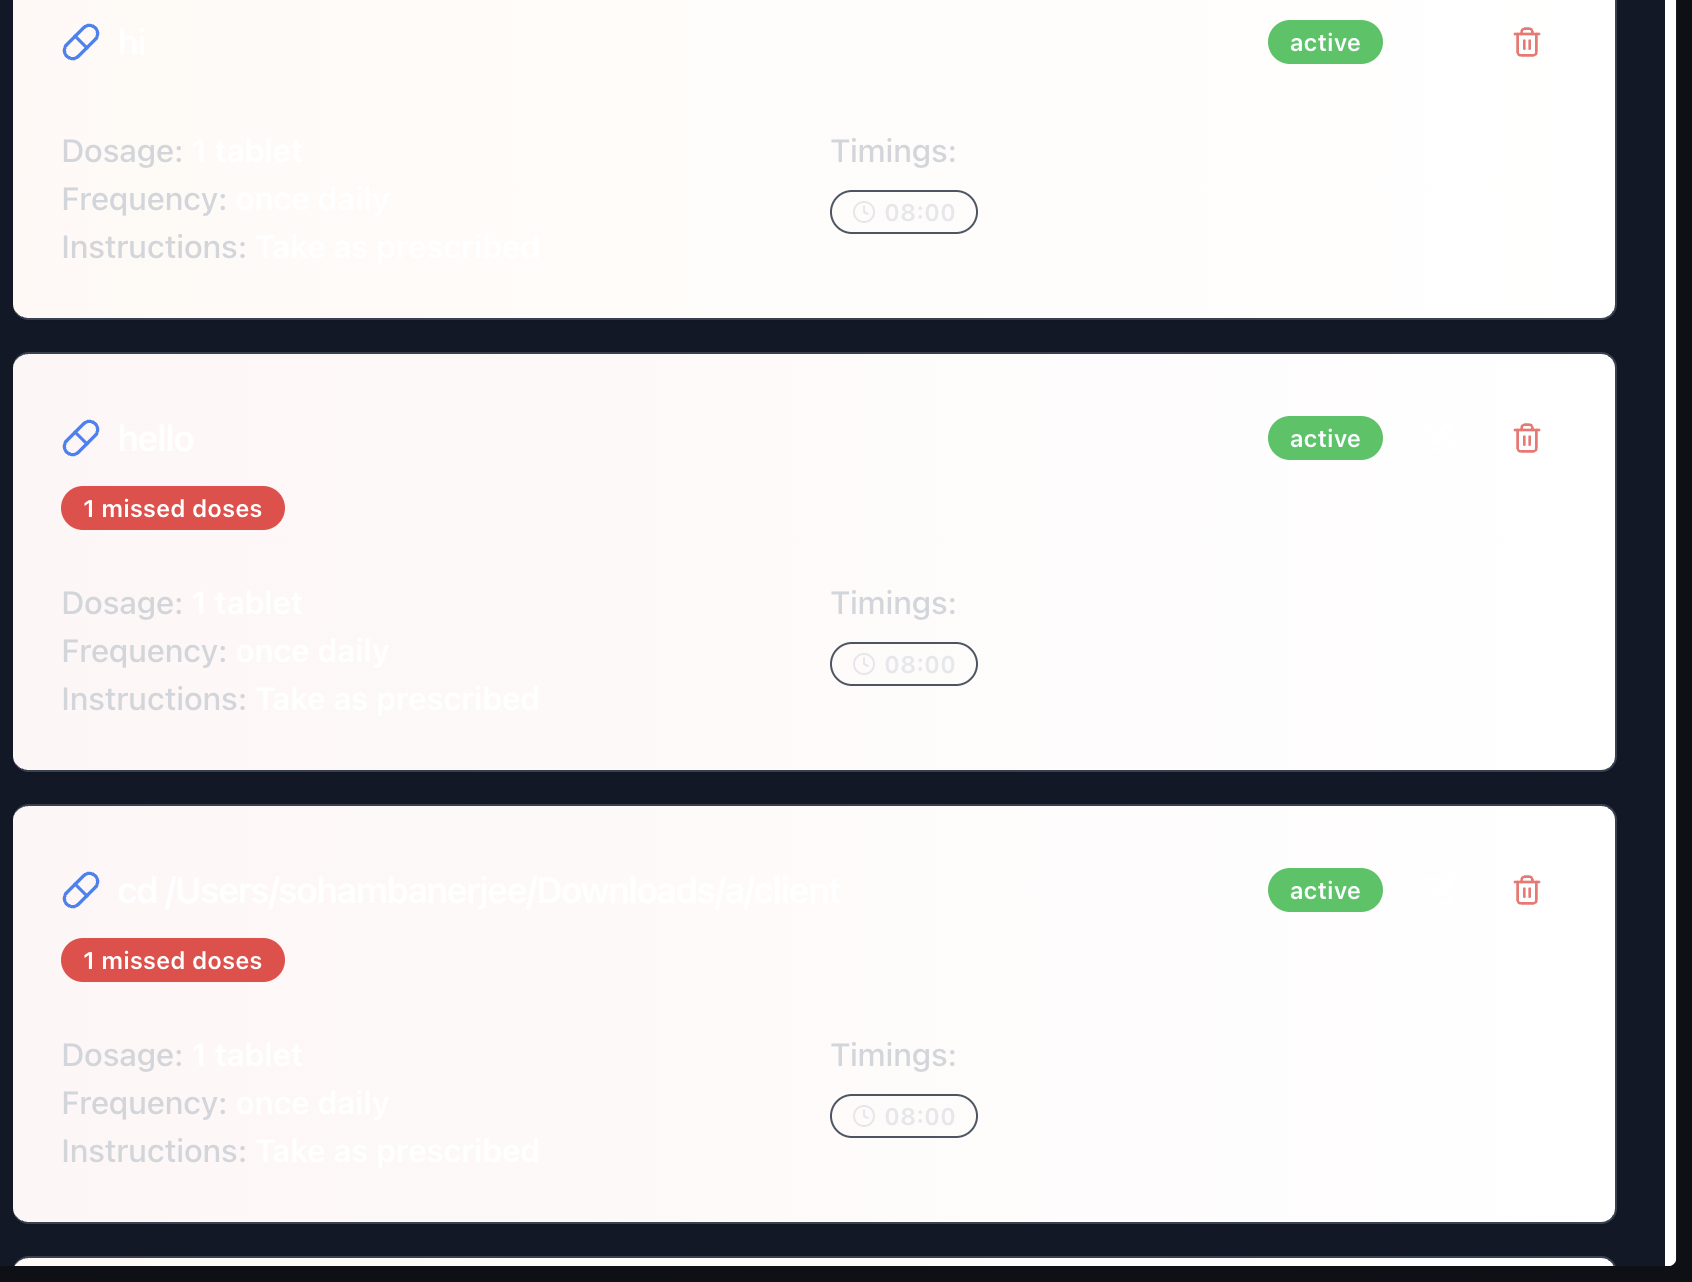 hi
active
Dosage: 1 tablet
Timings:
Frequency: once daily
08:00
Instructions: Take as prescribed
hello
active
1 missed doses
Dosage: 1 tablet
Timings:
Frequency: once daily
08:00
Instructions: Take as prescribed
cd /Users/sohambanerjee/Downloads/a/client
active
1 missed doses
Dosage: 1 tablet
Timings:
Frequency: once daily
08:00
Instructions: Take as prescribed